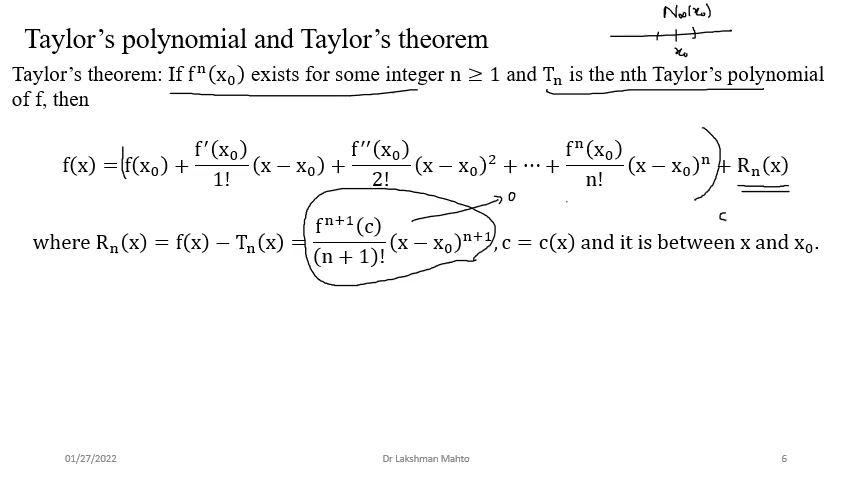 N∞(x₀)
Taylor’s polynomial and Taylor’s theorem
x₀
Taylor’s theorem: If fⁿ(x₀) exists for some integer n ≥ 1 and Tₙ is the nth Taylor’s polynomial
of f, then
f(x) = f(x₀) + f′(x₀)/1! (x − x₀) + f′′(x₀)/2! (x − x₀)² + ⋯ + fⁿ(x₀)/n! (x − x₀)ⁿ) + Rₙ(x)
0
c
where Rₙ(x) = f(x) − Tₙ(x) = fⁿ⁺¹(c)/(n + 1)! (x − x₀)ⁿ⁺¹, c = c(x) and it is between x and x₀.
01/27/2022 Dr Lakshman Mahto 6